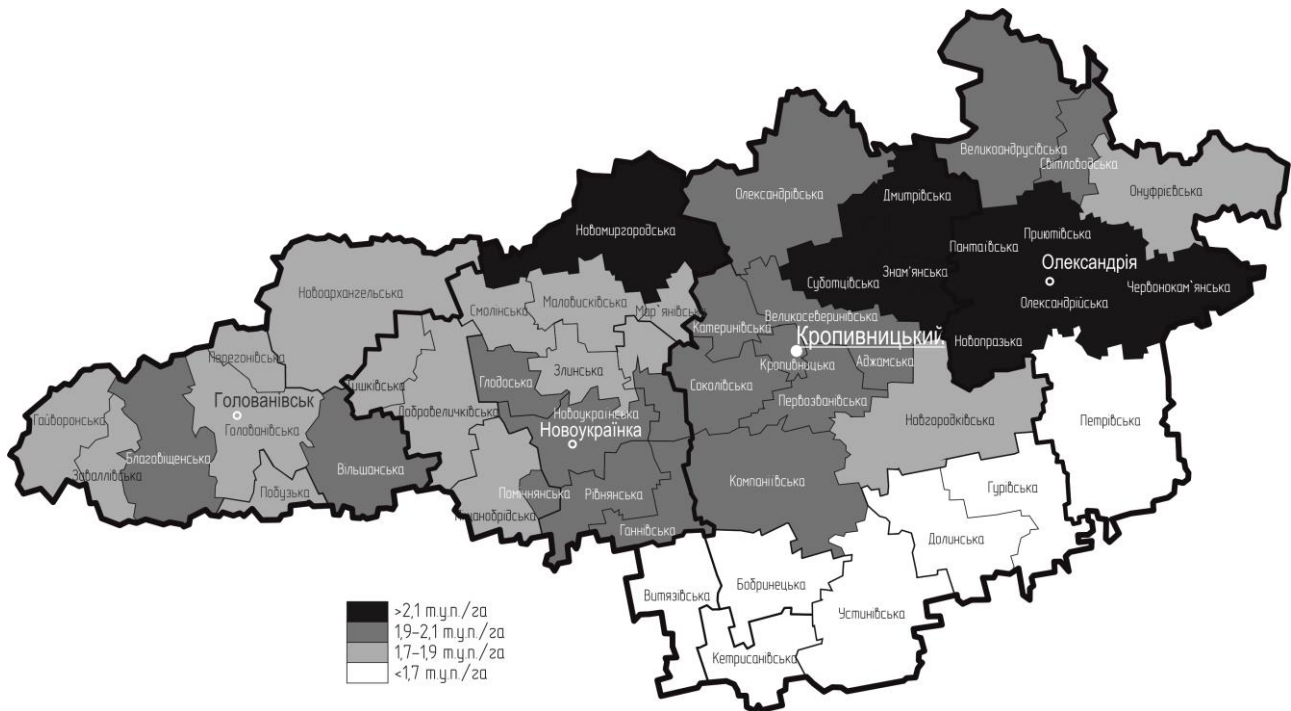 Великоандрусівська
Світловодська
Онуфрієвська
Олександрівська
Дмитрівська
Новомиргородська
Приютівська
Пантаївська
Олександрія
Знам'янська
Суботцівська
Червонокам'янська
Олександрійська
Новоархангельська
Маловисківська
Смолінська
Мар'янівська
Великосеверинівська
Катеринівська
Кропивницький
Новопразька
Кропивницька
Аджамська
Перегонівська
Злинська
Глодоська
Тишківська
Соколівська
Первозванівська
Голованівськ
Добровеличківська
Новоукраїнська
Новоукраїнка
Новгородківська
Петрівська
Гайворонська
Голованівська
Благовіщенська
Заваллівська
Вільшанська
Побузька
Помічнянська
Рівнянська
Компаніївська
Гурівська
Ганнівська
Долинська
Витязівська
Бобринецька
Устинівська
Кетрисанівська
>2,1 т.у.п./га
1,9-2,1 т.у.п./га
1,7-1,9 т.у.п./га
<1,7 т.у.п./га